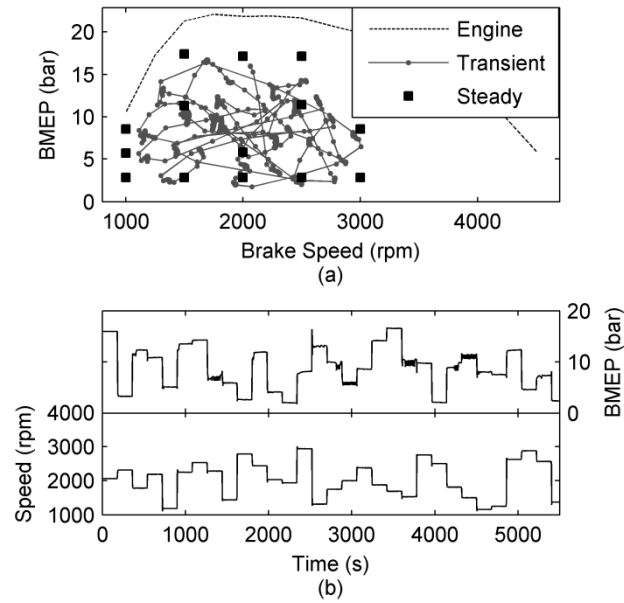 20
15
10
5
0
BMEP (bar)
Engine
Transient
Steady
1000
2000
3000
4000
Brake Speed (rpm)
(a)
20
10
0
BMEP (bar)
4000
3000
2000
1000
Speed (rpm)
0
1000
2000
3000
4000
5000
Time (s)
(b)